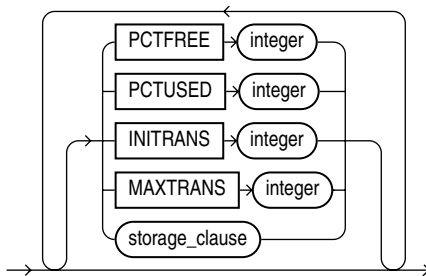 PCTFREE integer
PCTUSED integer
INITRANS integer
MAXTRANS integer
storage_clause